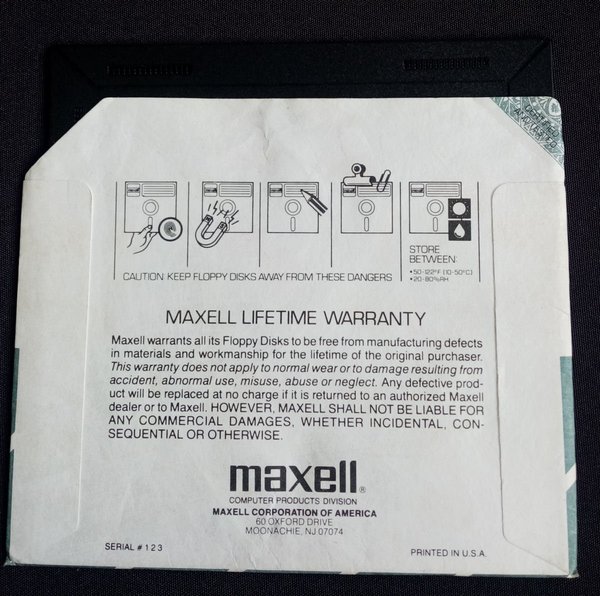 CAUTION: KEEP FLOPPY DISKS AWAY FROM THESE DANGERS
STORE
BETWEEN:
• 50-122°F (10-50°C)
• 20-80%RH
MAXELL LIFETIME WARRANTY
Maxell warrants all its Floppy Disks to be free from manufacturing defects
in materials and workmanship for the lifetime of the original purchaser.
This warranty does not apply to normal wear or to damage resulting from
accident, abnormal use, misuse, abuse or neglect. Any defective prod-
uct will be replaced at no charge if it is returned to an authorized Maxell
dealer or to Maxell. HOWEVER, MAXELL SHALL NOT BE LIABLE FOR
ANY COMMERCIAL DAMAGES, WHETHER INCIDENTAL, CON-
SEQUENTIAL OR OTHERWISE.
maxell®
COMPUTER PRODUCTS DIVISION
MAXELL CORPORATION OF AMERICA
60 OXFORD DRIVE
MOONACHIE, NJ 07074
SERIAL # 1 2 3
PRINTED IN U.S.A.